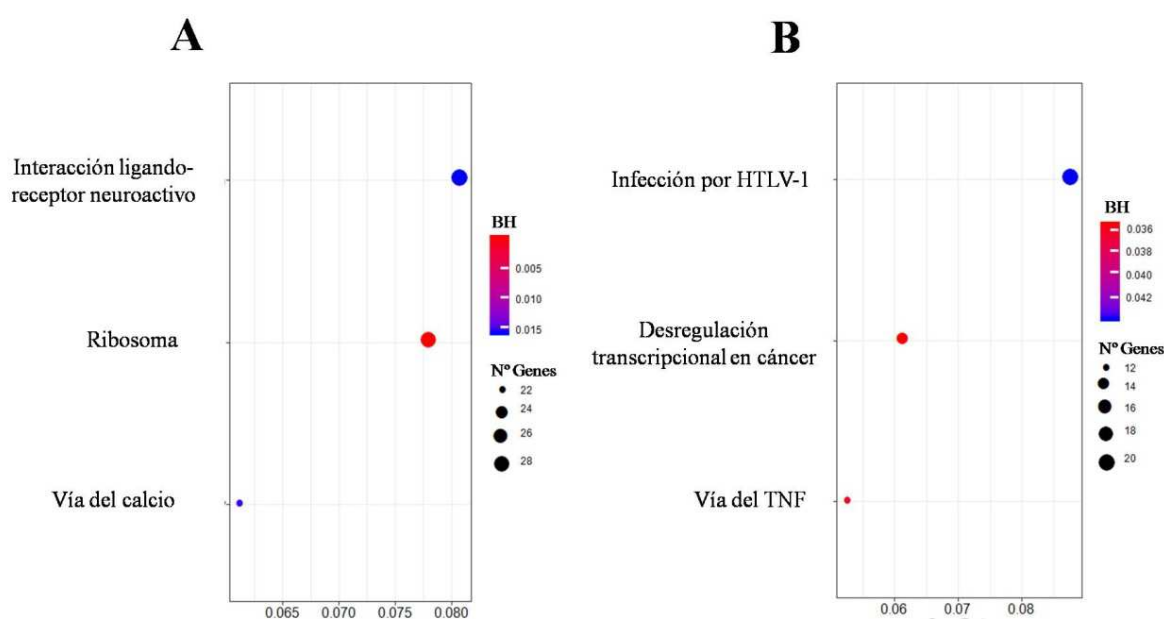 A
Interacción ligando-
receptor neuroactivo
Ribosoma
Vía del calcio
BH
0.005
0.010
0.015
Nº Genes
22
24
26
28
0.065 0.070 0.075 0.080
B
Infección por HTLV-1
Desregulación
transcripcional en cáncer
Vía del TNF
BH
0.036
0.038
0.040
0.042
Nº Genes
12
14
16
18
20
0.06 0.07 0.08